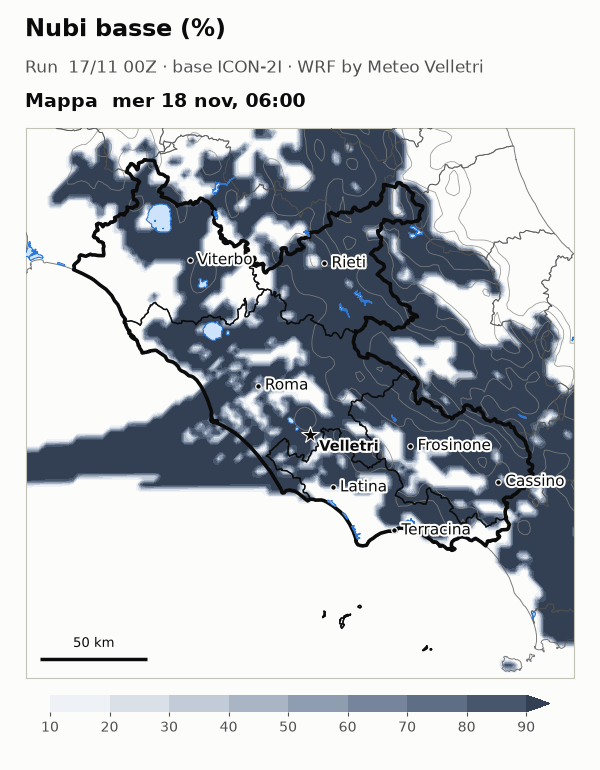 Nubi basse (%)
Run  17/11 00Z · base ICON-2I · WRF by Meteo Velletri
Mappa  mer 18 nov, 06:00
Viterbo
Rieti
Roma
Velletri
Frosinone
Latina
Cassino
Terracina
50 km
10 20 30 40 50 60 70 80 90